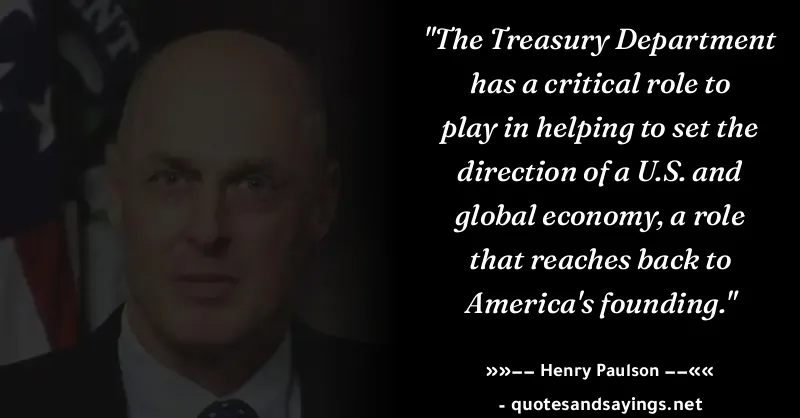 ENT
"The Treasury Department
has a critical role to
play in helping to set the
direction of a U.S. and
global economy, a role
that reaches back to
America's founding."
»»−− Henry Paulson −−««
- quotesandsayings.net